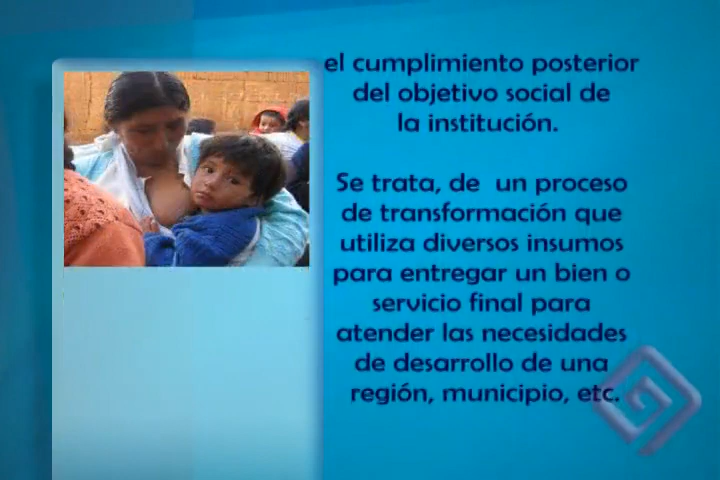 el cumplimiento posterior
del objetivo social de
la institución.
Se trata, de un proceso
de transformación que
utiliza diversos insumos
para entregar un bien o
servicio final para
atender las necesidades
de desarrollo de una
región, municipio, etc.